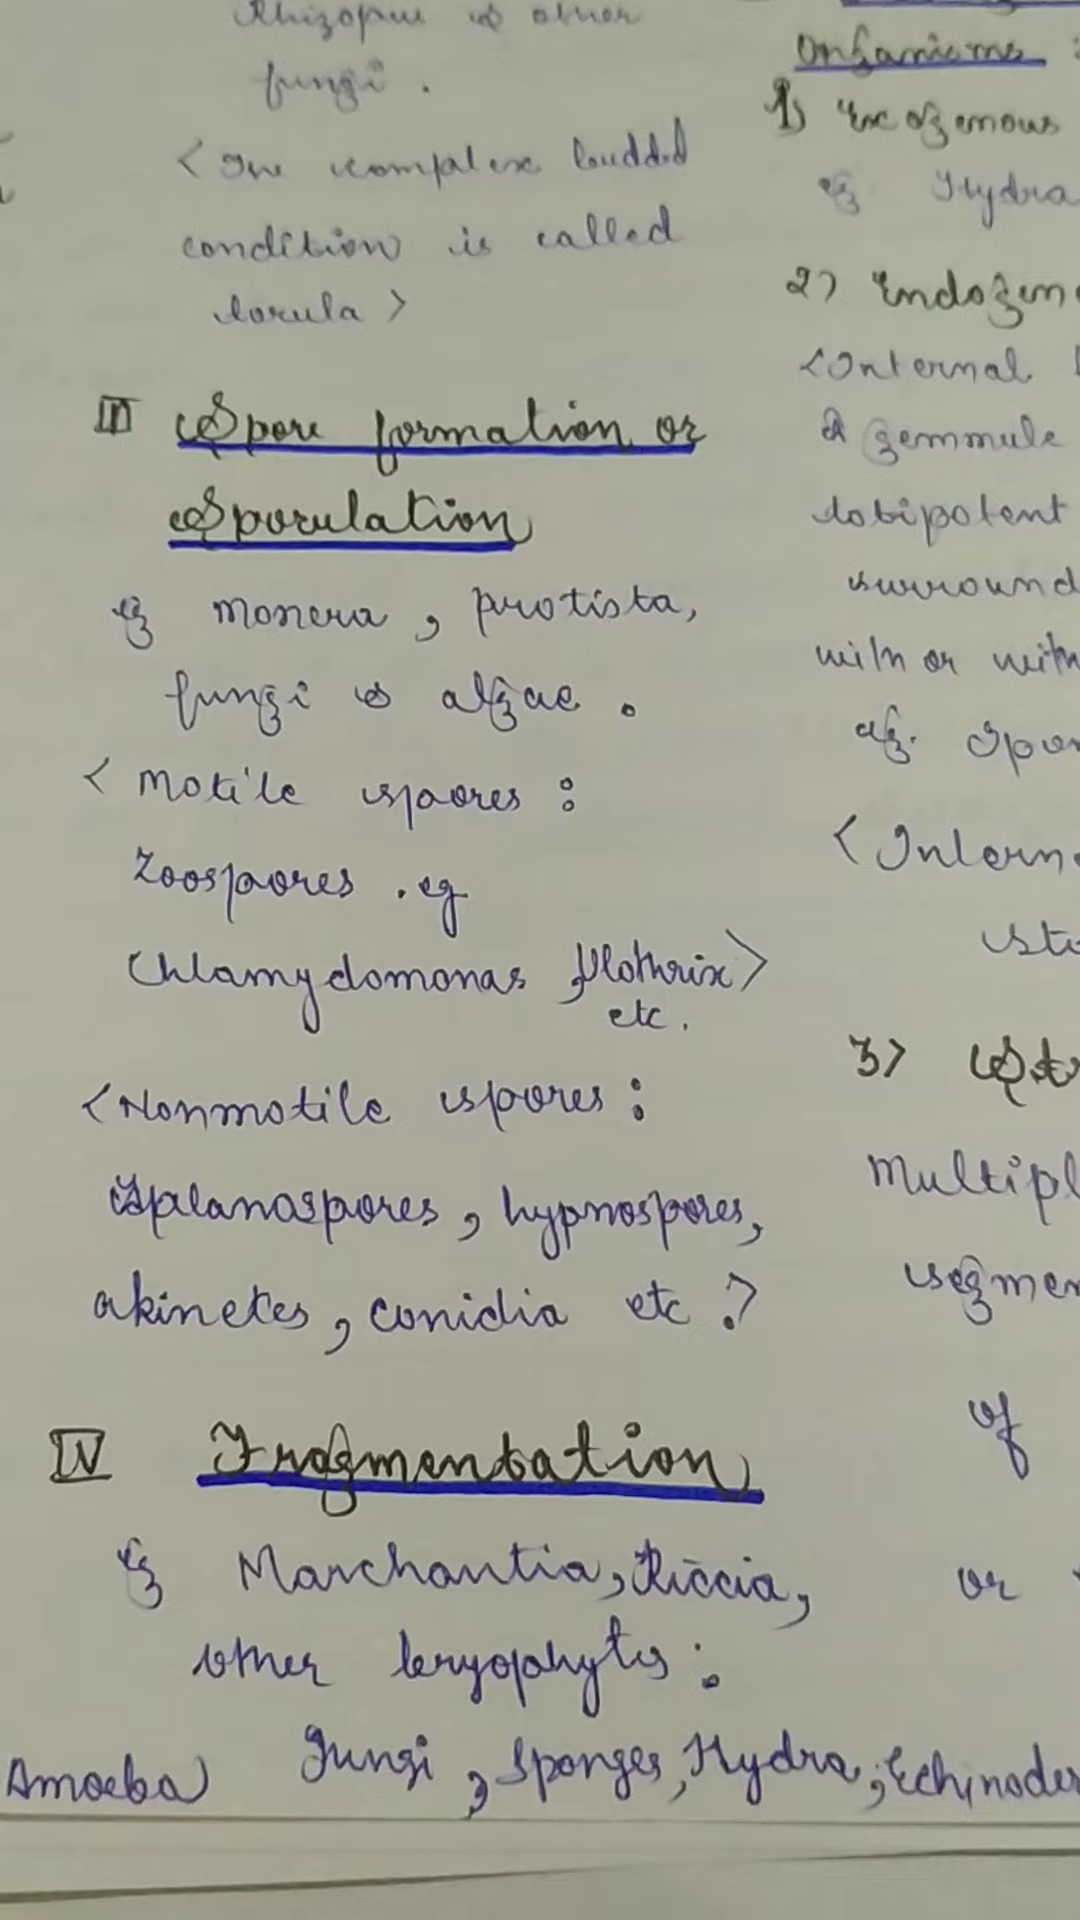 Rhizopus & other
fungi.
<In complex budded
condition is called
torula>
III Spore formation or
Sporulation
eg monera, protista,
fungi & algae.
< Motile spores :
Zoospores . eg
Chlamydomonas, Ulothrix>
etc.
<Nonmotile spores :
Aplanospores, hypnospores,
akinetes, conidia etc.>
IV Fragmentation
eg Marchantia, Riccia,
other bryophytes :
Amoeba Fungi, Sponges, Hydra, Echinoder
Organisms :
1) Exogenous
eg. Hydra
2) Endogen
<Internal
gemmule
totipotent
surround
with or with
eg. Spon
<Intern
3>
Multipl
segmen
of
or